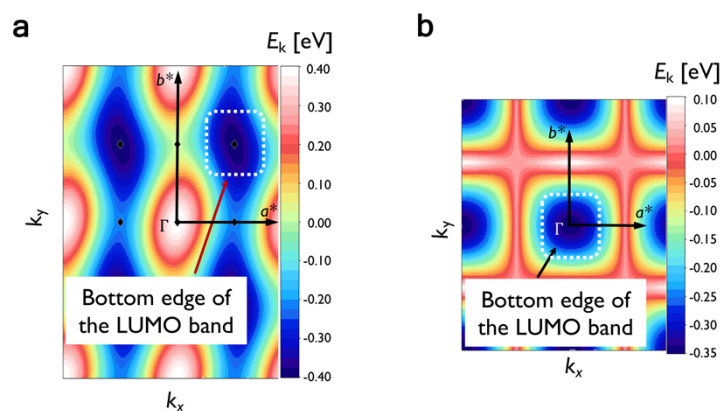 a
E_k [eV]
b*
0.40
0.30
0.20
0.10
0.00
-0.10
-0.20
-0.30
-0.40
Γ
a*
k_y
Bottom edge of
the LUMO band
k_x
b
E_k [eV]
b*
0.10
0.05
0.00
-0.05
-0.10
-0.15
-0.20
-0.25
-0.30
-0.35
Γ
a*
k_y
Bottom edge of
the LUMO band
k_x